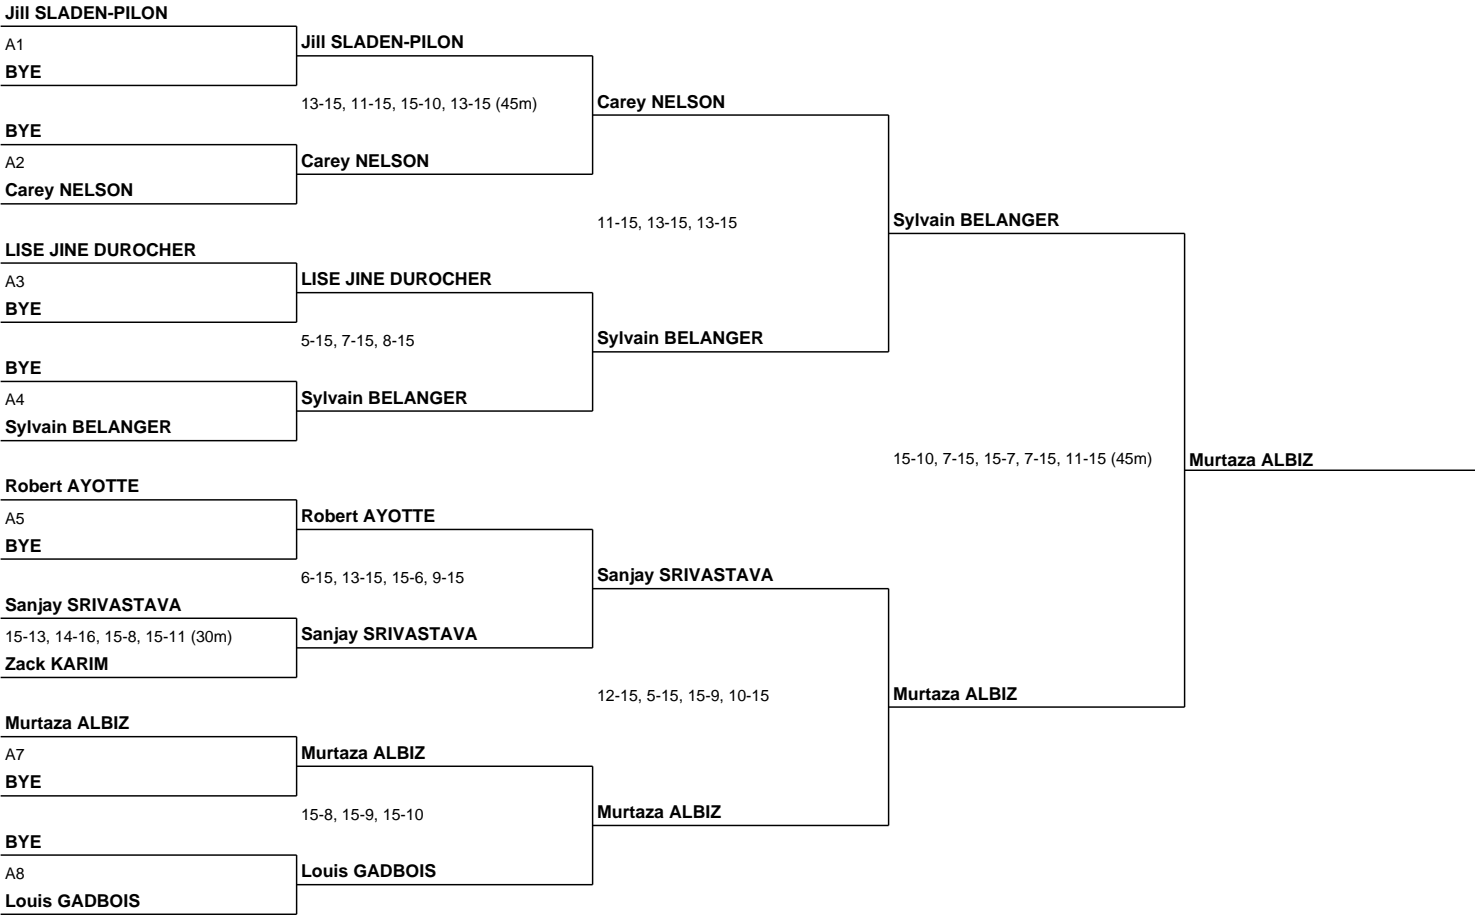 Jill SLADEN-PILON
A1
BYE
BYE
A2
Carey NELSON
LISE JINE DUROCHER
A3
BYE
BYE
A4
Sylvain BELANGER
Robert AYOTTE
A5
BYE
Sanjay SRIVASTAVA
15-13, 14-16, 15-8, 15-11 (30m)
Zack KARIM
Murtaza ALBIZ
A7
BYE
BYE
A8
Louis GADBOIS
Jill SLADEN-PILON
13-15, 11-15, 15-10, 13-15 (45m)
Carey NELSON
LISE JINE DUROCHER
5-15, 7-15, 8-15
Sylvain BELANGER
Robert AYOTTE
6-15, 13-15, 15-6, 9-15
Sanjay SRIVASTAVA
Murtaza ALBIZ
15-8, 15-9, 15-10
Louis GADBOIS
Carey NELSON
11-15, 13-15, 13-15
Sylvain BELANGER
Sanjay SRIVASTAVA
12-15, 5-15, 15-9, 10-15
Murtaza ALBIZ
Sylvain BELANGER
15-10, 7-15, 15-7, 7-15, 11-15 (45m)
Murtaza ALBIZ
Murtaza ALBIZ